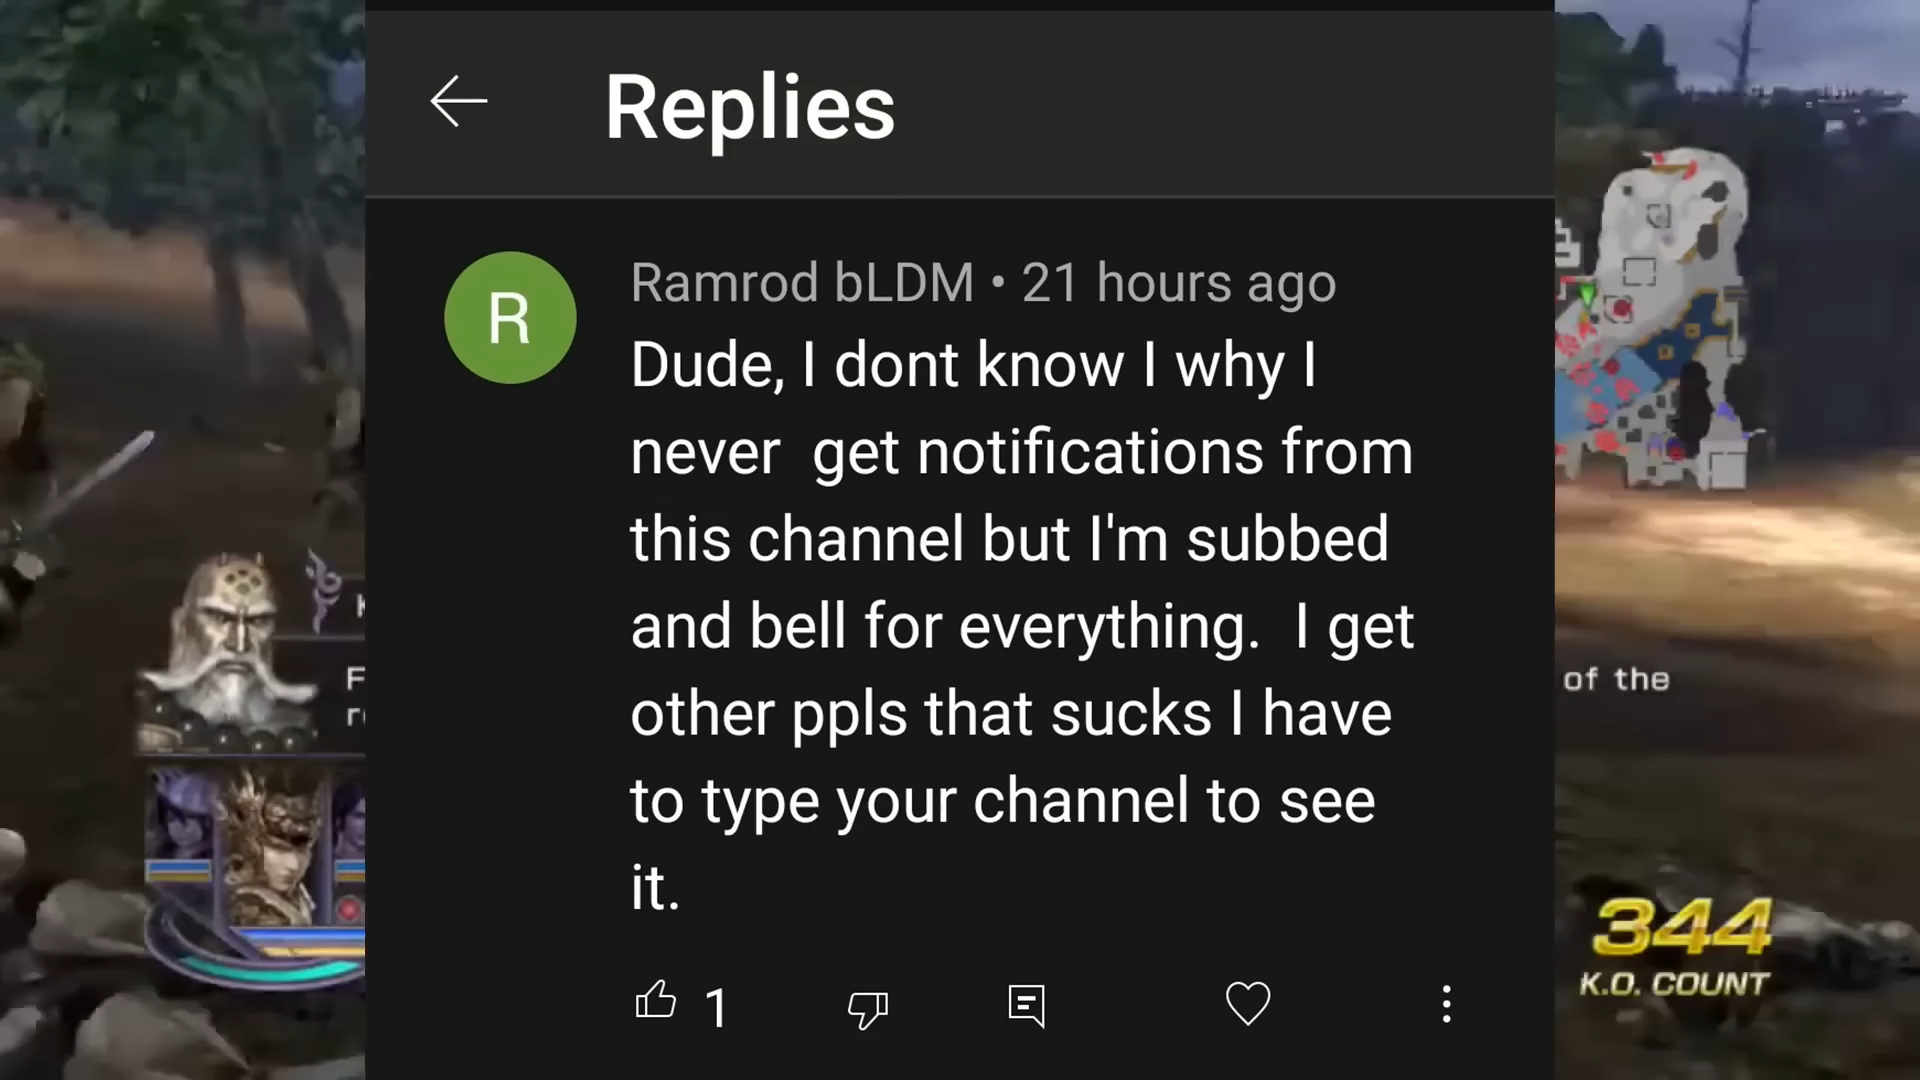 Replies
R
Ramrod bLDM • 21 hours ago
Dude, I dont know I why I
never  get notifications from
this channel but I'm subbed
and bell for everything.  I get
other ppls that sucks I have
to type your channel to see
it.
1
of the
344
K.O. COUNT